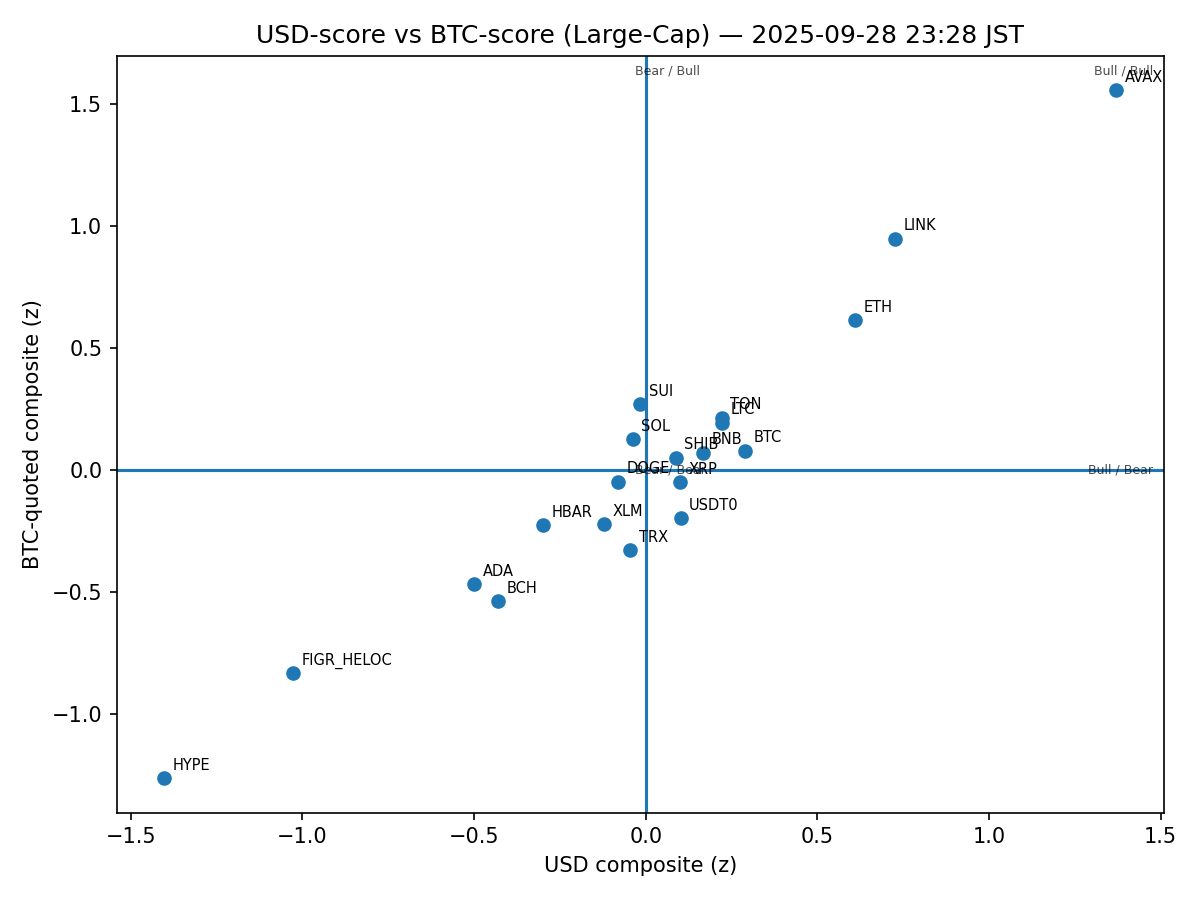 USD-score vs BTC-score (Large-Cap) — 2025-09-28 23:28 JST
Bear / Bull
Bull / Bull
AVAX
1.5
LINK
1.0
ETH
0.5
SUI
TON
LTC
SOL
BTC
BNB
SHIB
0.0
DOGE
Bear / Bear
XRP
Bull / Bear
USDT0
XLM
HBAR
TRX
ADA
BCH
−0.5
FIGR_HELOC
−1.0
HYPE
−1.5
−1.0
−0.5
0.0
0.5
1.0
1.5
USD composite (z)
BTC-quoted composite (z)